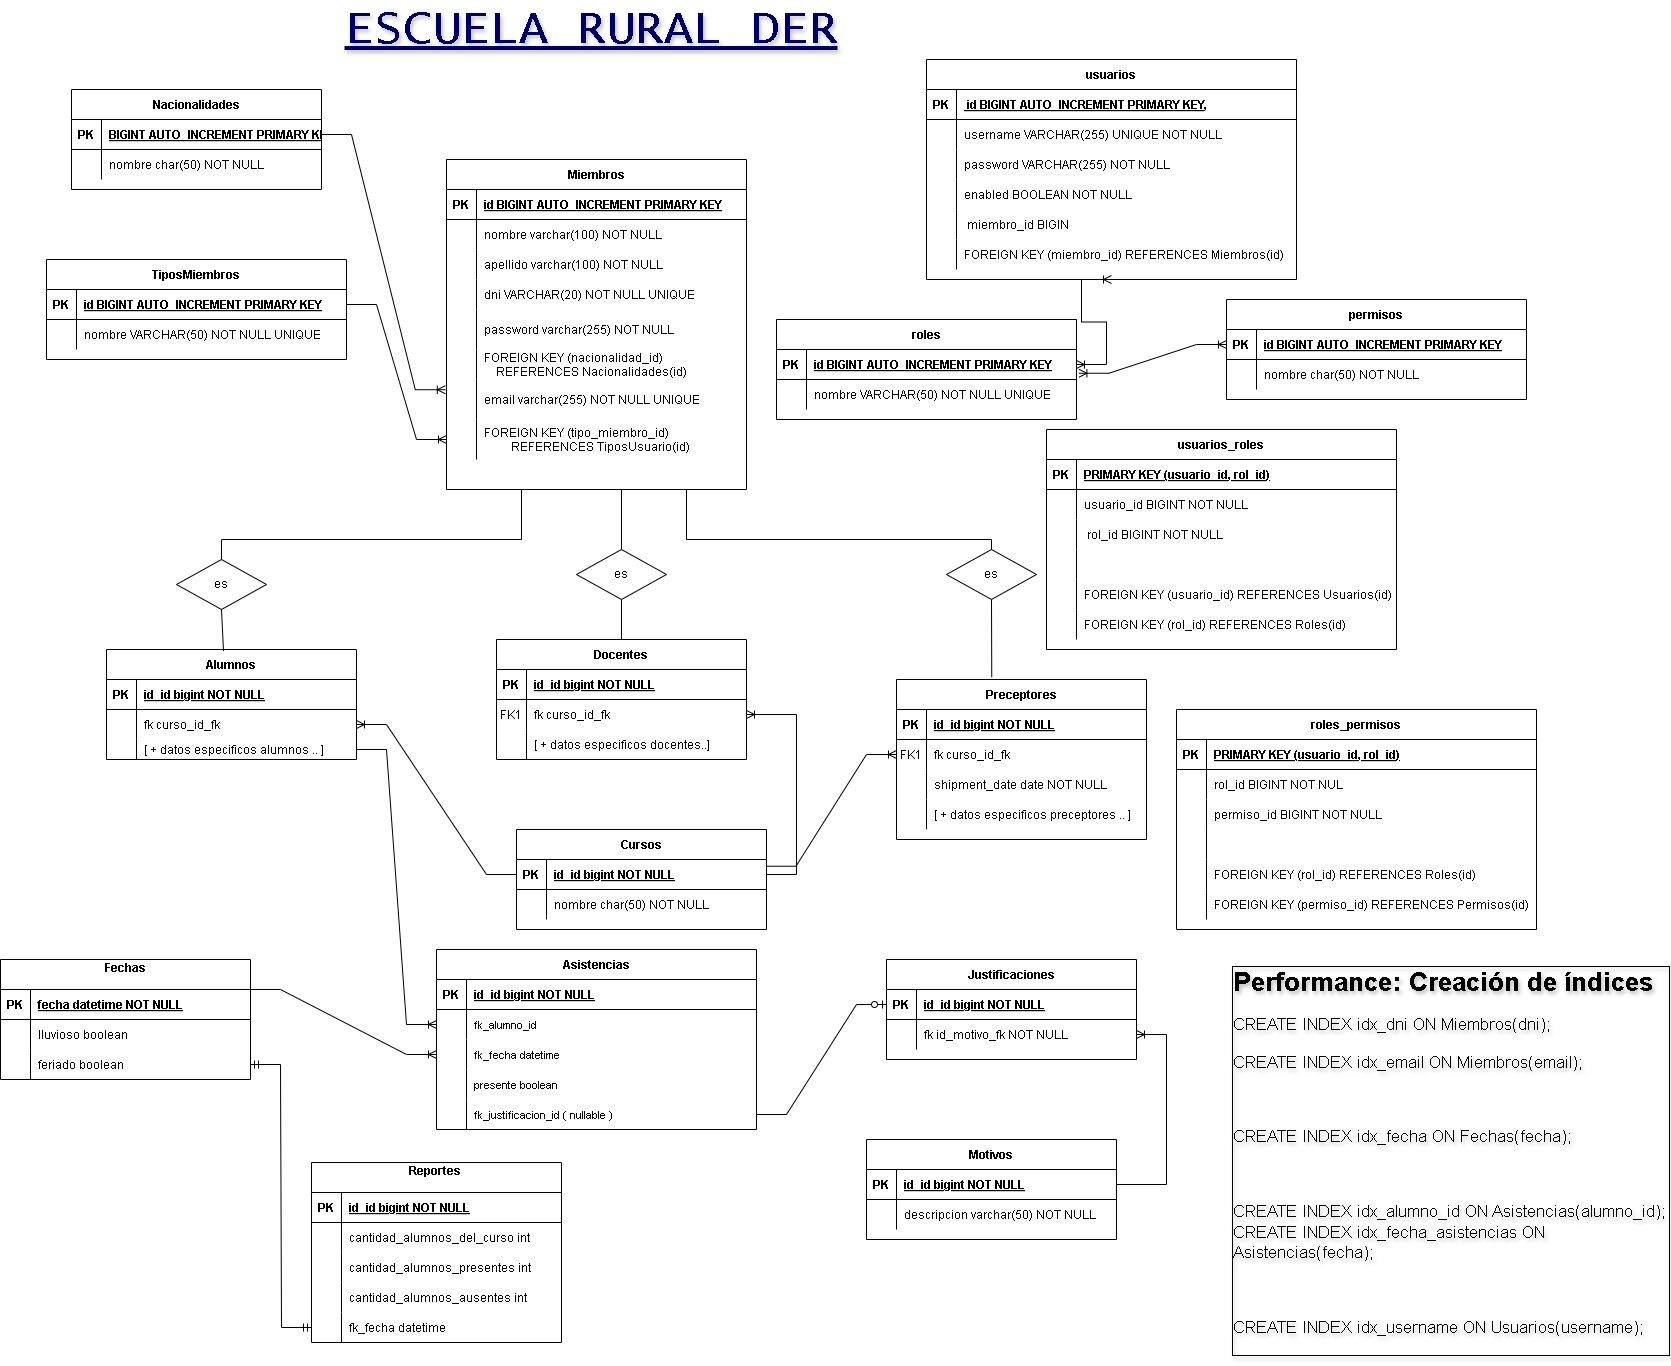 ESCUELA RURAL DER
Nacionalidades
PK BIGINT AUTO_INCREMENT PRIMARY K
nombre char(50) NOT NULL
TiposMiembros
PK id BIGINT AUTO_INCREMENT PRIMARY KEY
nombre VARCHAR(50) NOT NULL UNIQUE
Miembros
PK id BIGINT AUTO_INCREMENT PRIMARY KEY
nombre varchar(100) NOT NULL
apellido varchar(100) NOT NULL
dni VARCHAR(20) NOT NULL UNIQUE
password varchar(255) NOT NULL
FOREIGN KEY (nacionalidad_id)
REFERENCES Nacionalidades(id)
email varchar(255) NOT NULL UNIQUE
FOREIGN KEY (tipo_miembro_id)
REFERENCES TiposUsuario(id)
usuarios
PK id BIGINT AUTO_INCREMENT PRIMARY KEY,
username VARCHAR(255) UNIQUE NOT NULL
password VARCHAR(255) NOT NULL
enabled BOOLEAN NOT NULL
miembro_id BIGIN
FOREIGN KEY (miembro_id) REFERENCES Miembros(id)
roles
PK id BIGINT AUTO_INCREMENT PRIMARY KEY
nombre VARCHAR(50) NOT NULL UNIQUE
permisos
PK id BIGINT AUTO_INCREMENT PRIMARY KEY
nombre char(50) NOT NULL
usuarios_roles
PK PRIMARY KEY (usuario_id, rol_id)
usuario_id BIGINT NOT NULL
rol_id BIGINT NOT NULL
FOREIGN KEY (usuario_id) REFERENCES Usuarios(id)
FOREIGN KEY (rol_id) REFERENCES Roles(id)
es
es
es
Alumnos
PK id_id bigint NOT NULL
fk curso_id_fk
[ + datos especificos alumnos .. ]
Docentes
PK id_id bigint NOT NULL
FK1 fk curso_id_fk
[ + datos especificos docentes..]
Preceptores
PK id_id bigint NOT NULL
FK1 fk curso_id_fk
shipment_date date NOT NULL
[ + datos especificos preceptores .. ]
roles_permisos
PK PRIMARY KEY (usuario_id, rol_id)
rol_id BIGINT NOT NUL
permiso_id BIGINT NOT NULL
FOREIGN KEY (rol_id) REFERENCES Roles(id)
FOREIGN KEY (permiso_id) REFERENCES Permisos(id)
Cursos
PK id_id bigint NOT NULL
nombre char(50) NOT NULL
Fechas
PK fecha datetime NOT NULL
lluvioso boolean
feriado boolean
Asistencias
PK id_id bigint NOT NULL
fk_alumno_id
fk_fecha datetime
presente boolean
fk_justificacion_id ( nullable )
Justificaciones
PK id_id bigint NOT NULL
fk id_motivo_fk NOT NULL
Motivos
PK id_id bigint NOT NULL
descripcion varchar(50) NOT NULL
Reportes
PK id_id bigint NOT NULL
cantidad_alumnos_del_curso int
cantidad_alumnos_presentes int
cantidad_alumnos_ausentes int
fk_fecha datetime
Performance: Creación de índices
CREATE INDEX idx_dni ON Miembros(dni);
CREATE INDEX idx_email ON Miembros(email);
CREATE INDEX idx_fecha ON Fechas(fecha);
CREATE INDEX idx_alumno_id ON Asistencias(alumno_id);
CREATE INDEX idx_fecha_asistencias ON
Asistencias(fecha);
CREATE INDEX idx_username ON Usuarios(username);